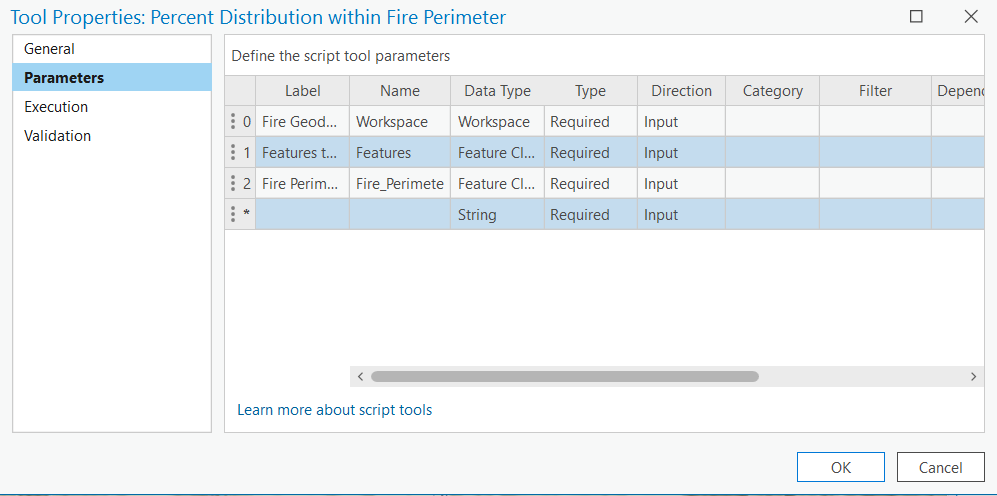 Tool Properties: Percent Distribution within Fire Perimeter
General
Parameters
Execution
Validation
Define the script tool parameters
Label Name Data Type Type Direction Category Filter Depend
0 Fire Geod... Workspace Workspace Required Input
1 Features t... Features Feature Cl... Required Input
2 Fire Perim... Fire_Perimete Feature Cl... Required Input
* String Required Input
Learn more about script tools
OK Cancel